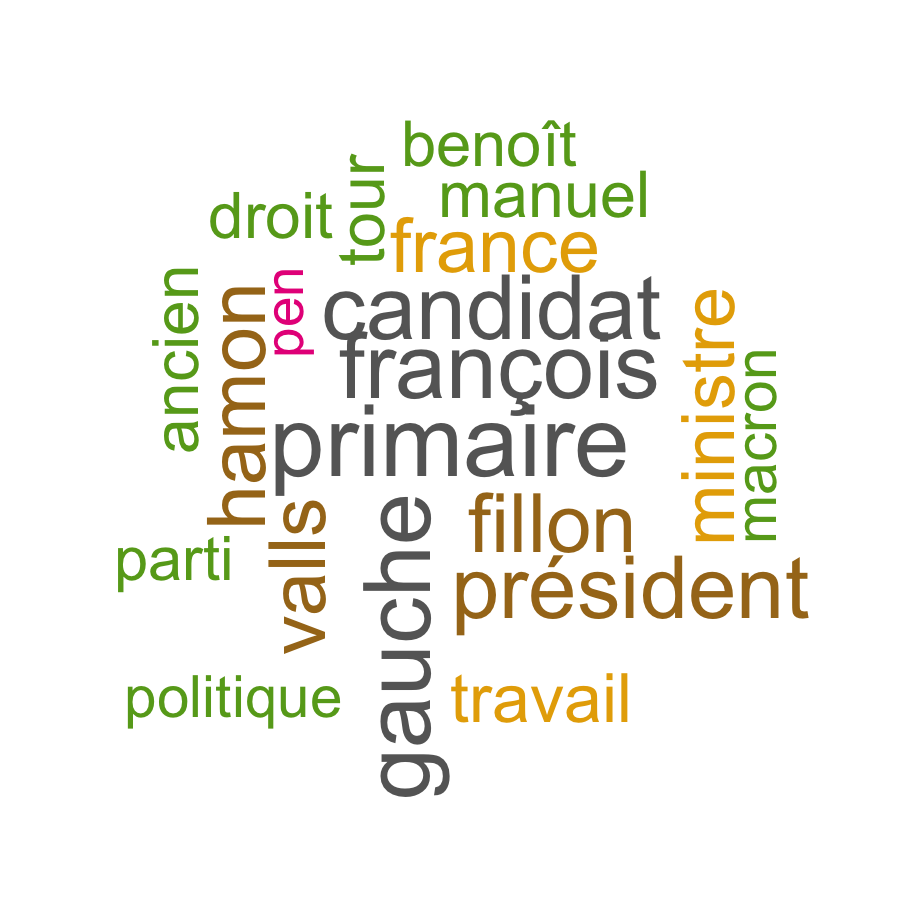 benoît
manuel
tour
droit
france
pen
candidat
ancien
hamon
françois
ministre
macron
primaire
valls
gauche
fillon
parti
président
politique
travail